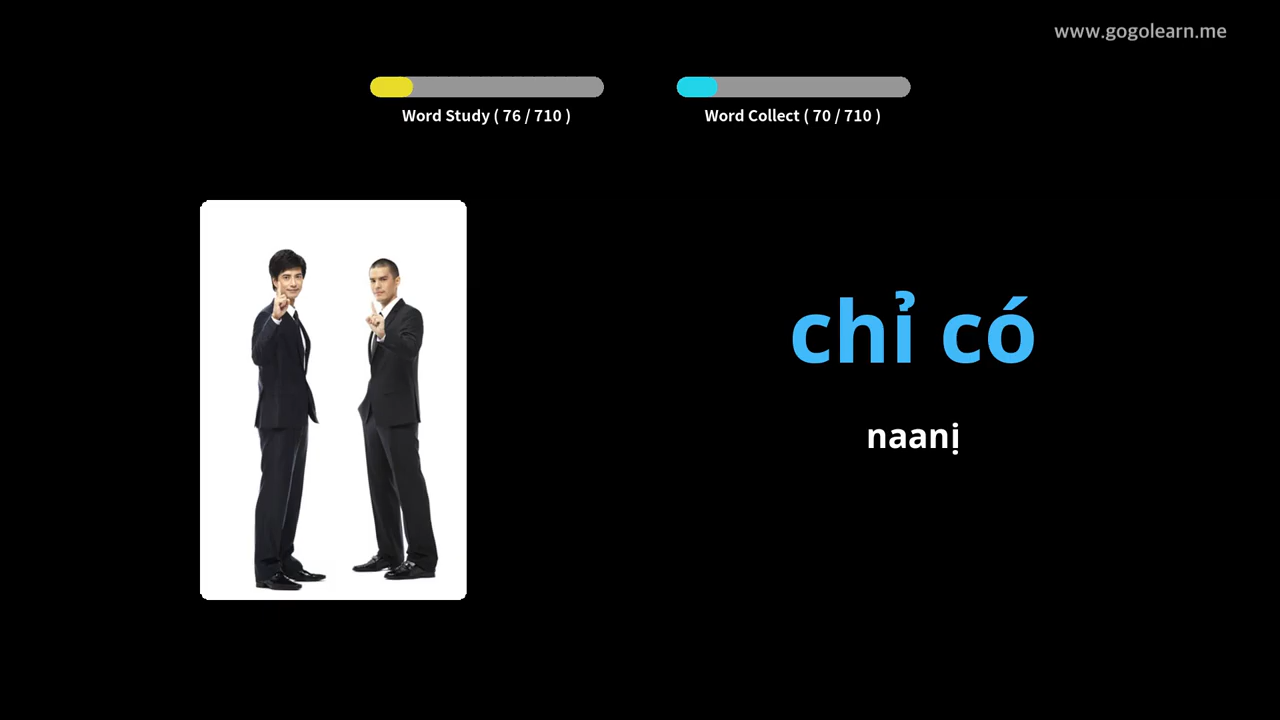 www.gogolearn.me
Word Study ( 76 / 710 )
Word Collect ( 70 / 710 )
chỉ có
naanị